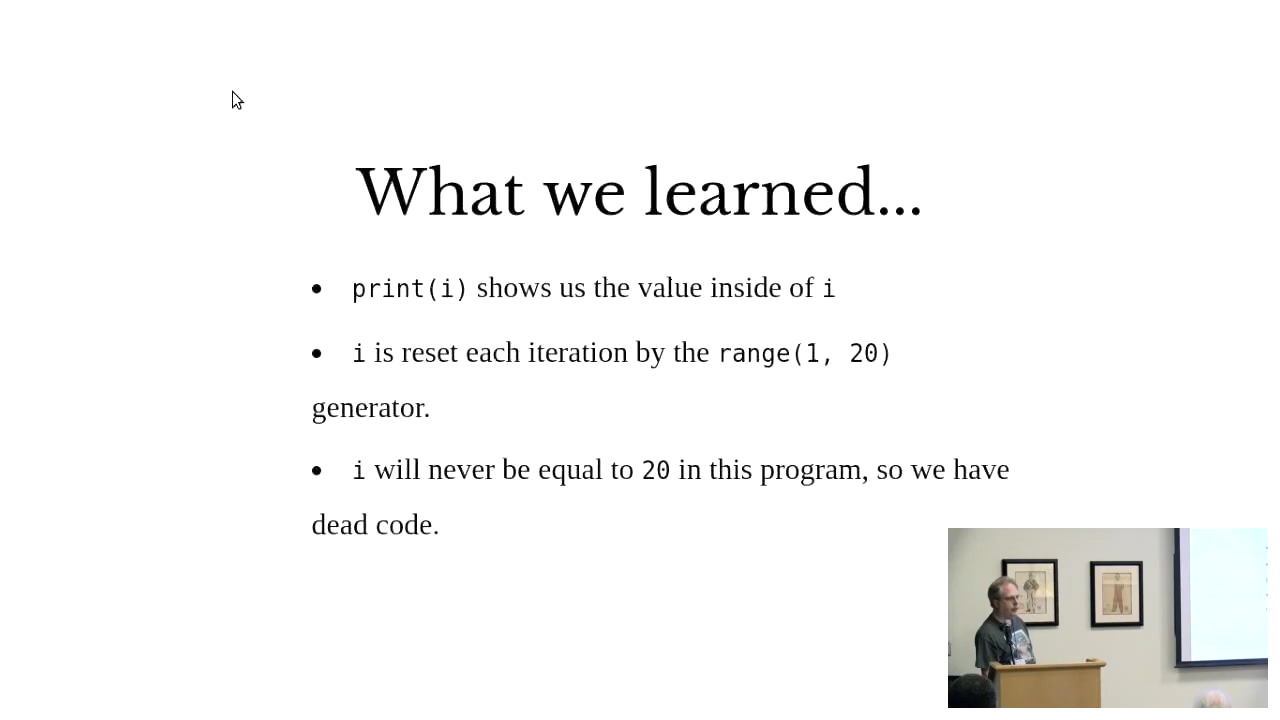 What we learned...
• print(i) shows us the value inside of i
• i is reset each iteration by the range(1, 20)
generator.
• i will never be equal to 20 in this program, so we have
dead code.